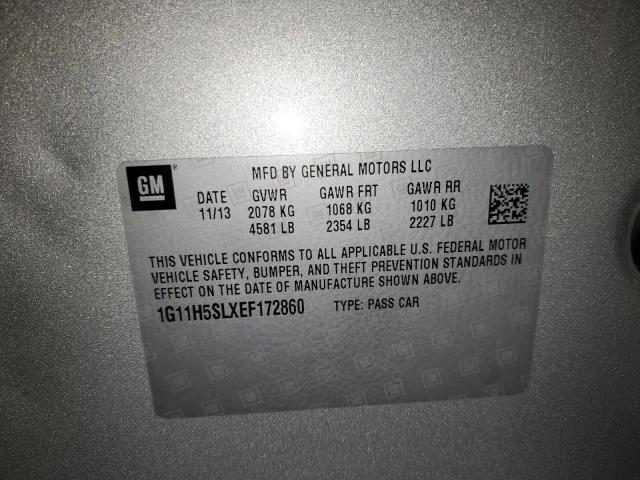 GM®
MFD BY GENERAL MOTORS LLC
DATE GVWR GAWR FRT GAWR RR
11/13 2078 KG 1068 KG 1010 KG
4581 LB 2354 LB 2227 LB
THIS VEHICLE CONFORMS TO ALL APPLICABLE U.S. FEDERAL MOTOR
VEHICLE SAFETY, BUMPER, AND THEFT PREVENTION STANDARDS IN
EFFECT ON THE DATE OF MANUFACTURE SHOWN ABOVE.
1G11H5SLXEF172860 TYPE: PASS CAR